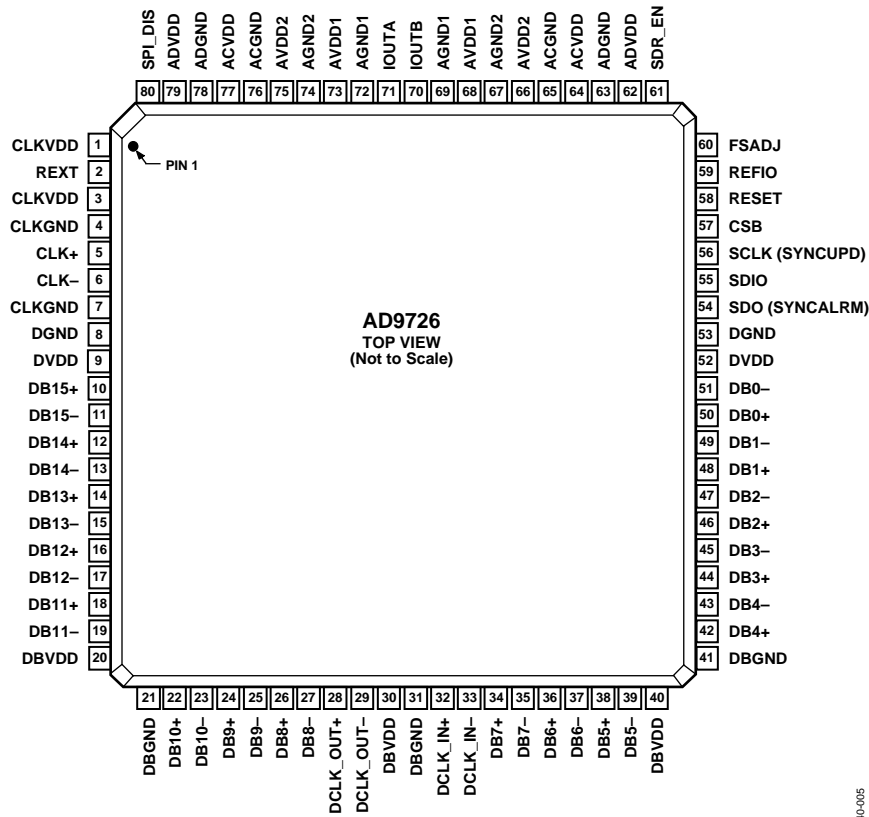 SPI_DIS
ADVDD
ADGND
ACVDD
ACGND
AVDD2
AGND2
AVDD1
AGND1
IOUTA
IOUTB
AGND1
AVDD1
AGND2
AVDD2
ACGND
ACVDD
ADGND
ADVDD
SDR_EN
80 79 78 77 76 75 74 73 72 71 70 69 68 67 66 65 64 63 62 61
CLKVDD 1
REXT 2
CLKVDD 3
CLKGND 4
CLK+ 5
CLK– 6
CLKGND 7
DGND 8
DVDD 9
DB15+ 10
DB15– 11
DB14+ 12
DB14– 13
DB13+ 14
DB13– 15
DB12+ 16
DB12– 17
DB11+ 18
DB11– 19
DBVDD 20
PIN 1
AD9726
TOP VIEW
(Not to Scale)
60 FSADJ
59 REFIO
58 RESET
57 CSB
56 SCLK (SYNCUPD)
55 SDIO
54 SDO (SYNCALRM)
53 DGND
52 DVDD
51 DB0–
50 DB0+
49 DB1–
48 DB1+
47 DB2–
46 DB2+
45 DB3–
44 DB3+
43 DB4–
42 DB4+
41 DBGND
21 22 23 24 25 26 27 28 29 30 31 32 33 34 35 36 37 38 39 40
DBGND
DB10+
DB10–
DB9+
DB9–
DB8+
DB8–
DCLK_OUT+
DCLK_OUT–
DBVDD
DBGND
DCLK_IN+
DCLK_IN–
DB7+
DB7–
DB6+
DB6–
DB5+
DB5–
DBVDD